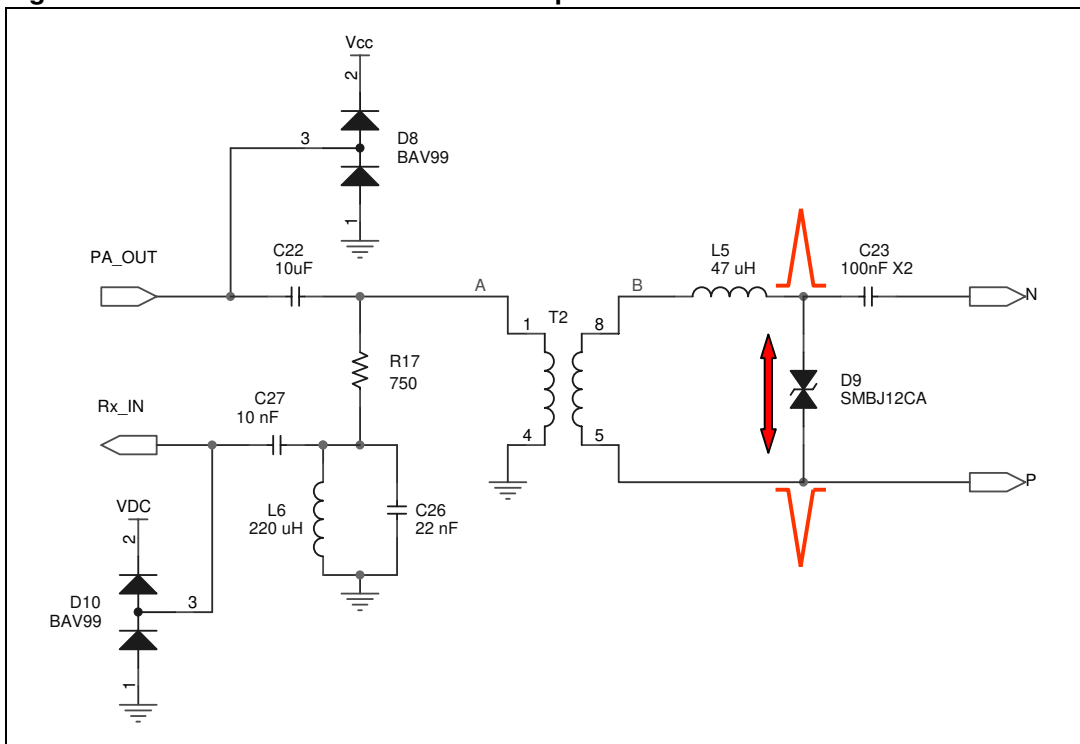 Vcc
2
3
D8
BAV99
1
PA_OUT
C22
10uF
A
T2
1
8
4
5
B
L5
47 uH
C23
100nF X2
N
R17
750
D9
SMBJ12CA
Rx_IN
C27
10 nF
P
VDC
2
L6
220 uH
C26
22 nF
D10
BAV99
3
1